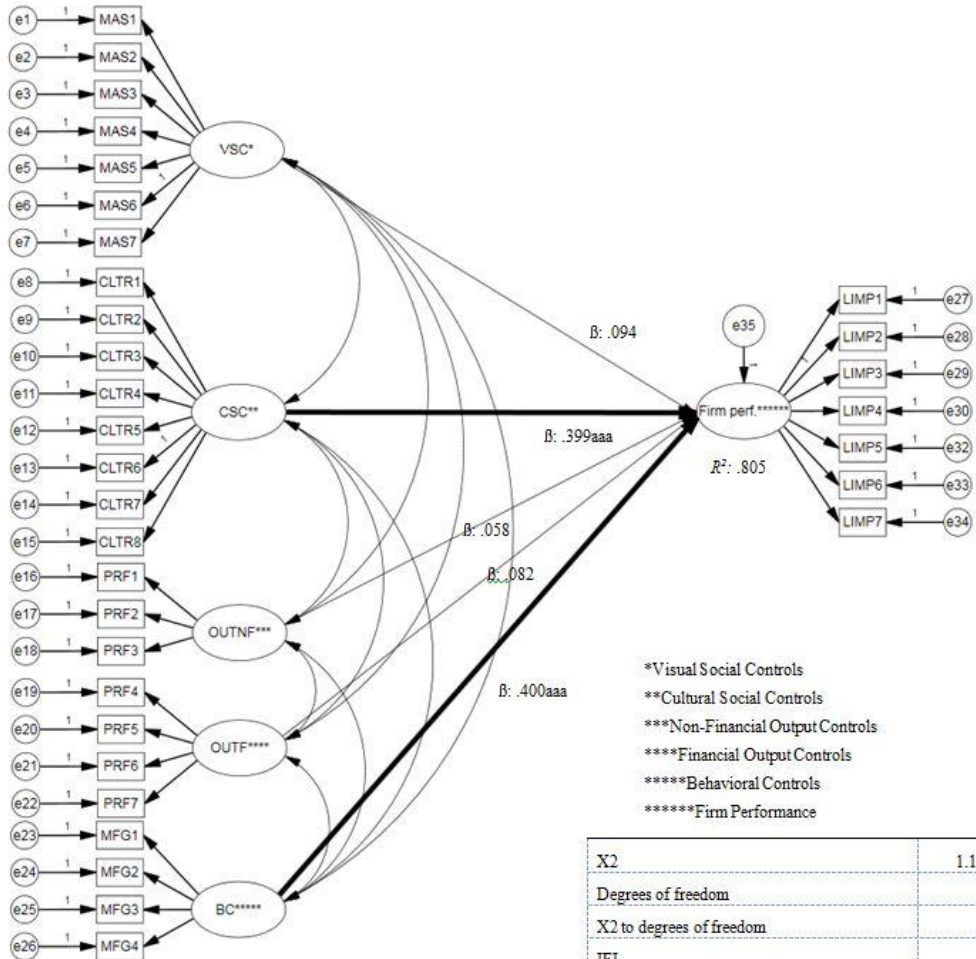 e1 1 MAS1
e2 1 MAS2
e3 1 MAS3
e4 1 MAS4
e5 1 MAS5
e6 1 MAS6
e7 1 MAS7
1
VSC*
e8 1 CLTR1
e9 1 CLTR2
e10 1 CLTR3
e11 1 CLTR4
e12 1 CLTR5
e13 1 CLTR6
e14 1 CLTR7
e15 1 CLTR8
1
CSC**
e16 1 PRF1
e17 1 PRF2
e18 1 PRF3
OUTNF***
e19 1 PRF4
e20 1 PRF5
e21 1 PRF6
e22 1 PRF7
OUTF****
e23 1 MFG1
e24 1 MFG2
e25 1 MFG3
e26 1 MFG4
BC*****
ß: .094
ß: .399aaa
ß: .058
ß: .082
ß: .400aaa
e35
1
Firm perf.******
R²: .805
1
LIMP1 1 e27
LIMP2 1 e28
LIMP3 1 e29
LIMP4 1 e30
LIMP5 1 e32
LIMP6 1 e33
LIMP7 1 e34
*Visual Social Controls
**Cultural Social Controls
***Non-Financial Output Controls
****Financial Output Controls
*****Behavioral Controls
******Firm Performance
X2 1.1
Degrees of freedom
X2 to degrees of freedom